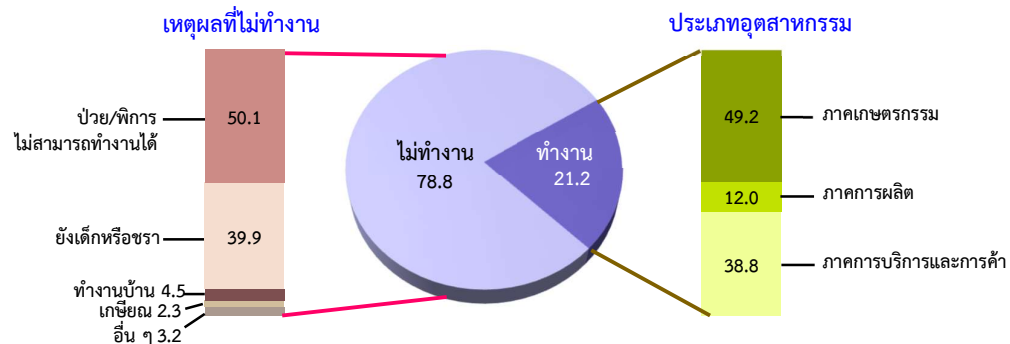 เหตุผลที่ไม่ทำงาน
ป่วย/พิการ
ไม่สามารถทำงานได้
50.1
ยังเด็กหรือชรา
39.9
ทำงานบ้าน 4.5
เกษียณ 2.3
อื่น ๆ 3.2
ไม่ทำงาน
78.8
ทำงาน
21.2
ประเภทอุตสาหกรรม
49.2
ภาคเกษตรกรรม
12.0
ภาคการผลิต
38.8
ภาคการบริการและการค้า